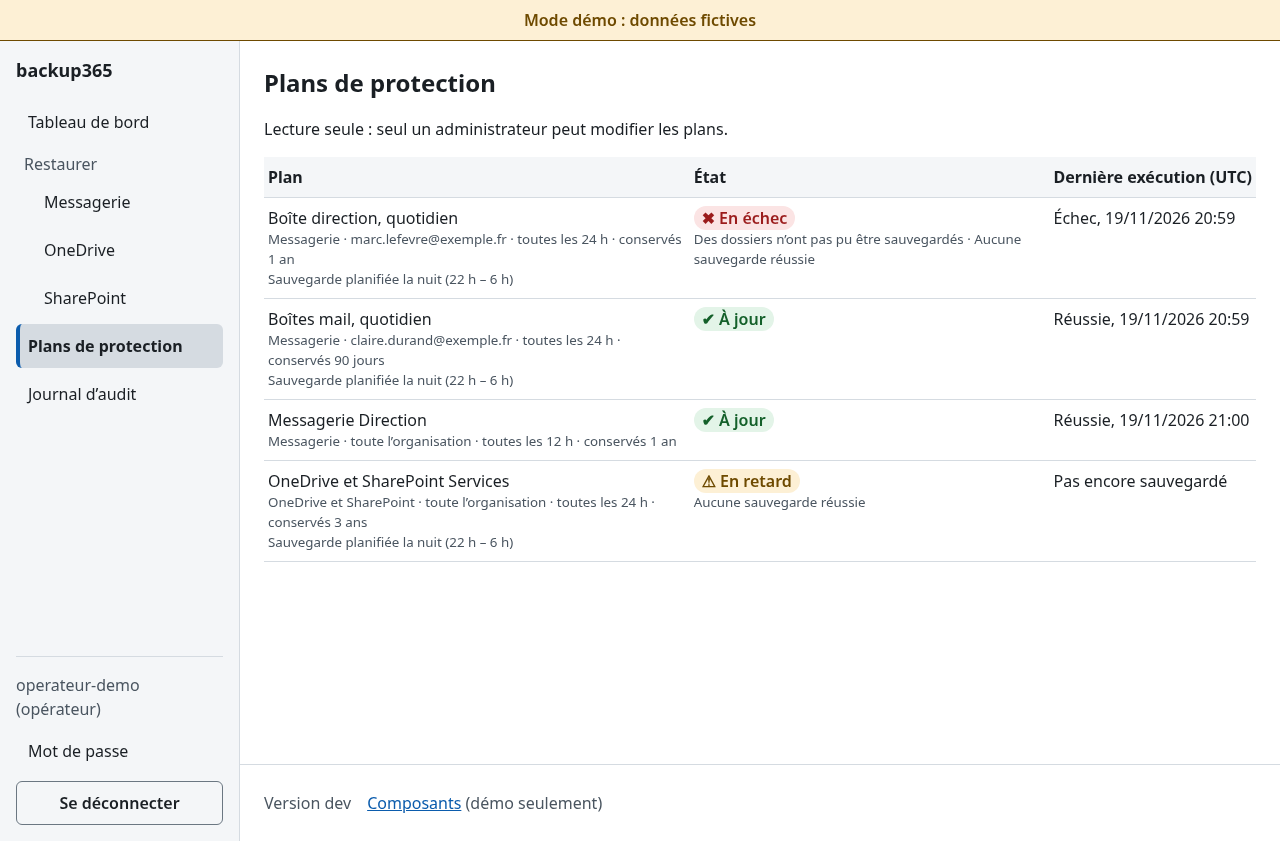 Mode démo : données fictives
backup365
Tableau de bord
Restaurer
Messagerie
OneDrive
SharePoint
Plans de protection
Journal d’audit
operateur-demo
(opérateur)
Mot de passe
Se déconnecter
Plans de protection
Lecture seule : seul un administrateur peut modifier les plans.
Plan État Dernière exécution (UTC)
Boîte direction, quotidien ✖ En échec Échec, 19/11/2026 20:59
Messagerie · marc.lefevre@exemple.fr · toutes les 24 h · conservés Des dossiers n’ont pas pu être sauvegardés · Aucune
1 an sauvegarde réussie
Sauvegarde planifiée la nuit (22 h – 6 h)
Boîtes mail, quotidien ✔ À jour Réussie, 19/11/2026 20:59
Messagerie · claire.durand@exemple.fr · toutes les 24 h ·
conservés 90 jours
Sauvegarde planifiée la nuit (22 h – 6 h)
Messagerie Direction ✔ À jour Réussie, 19/11/2026 21:00
Messagerie · toute l’organisation · toutes les 12 h · conservés 1 an
OneDrive et SharePoint Services ⚠ En retard Pas encore sauvegardé
OneDrive et SharePoint · toute l’organisation · toutes les 24 h · Aucune sauvegarde réussie
conservés 3 ans
Sauvegarde planifiée la nuit (22 h – 6 h)
Version dev Composants (démo seulement)